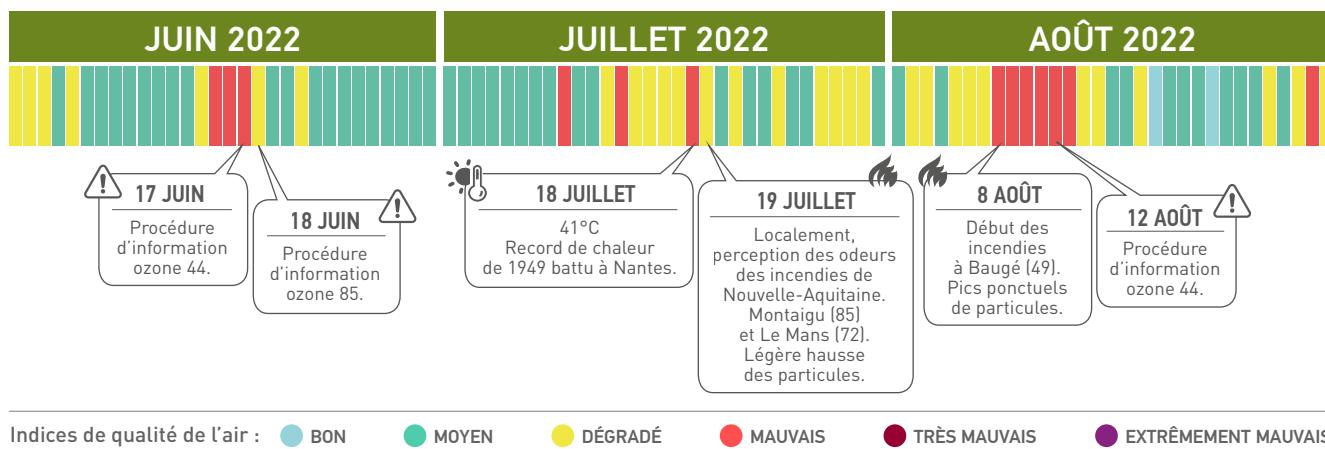 JUIN 2022
JUILLET 2022
AOÛT 2022
17 JUIN
Procédure
d'information
ozone 44.
18 JUIN
Procédure
d'information
ozone 85.
18 JUILLET
41°C
Record de chaleur
de 1949 battu à Nantes.
19 JUILLET
Localement,
perception des odeurs
des incendies de
Nouvelle-Aquitaine.
Montaigu (85)
et Le Mans (72).
Légère hausse
des particules.
8 AOÛT
Début des
incendies
à Baugé (49).
Pics ponctuels
de particules.
12 AOÛT
Procédure
d'information
ozone 44.
Indices de qualité de l'air : BON MOYEN DÉGRADÉ MAUVAIS TRÈS MAUVAIS EXTRÊMEMENT MAUVAIS